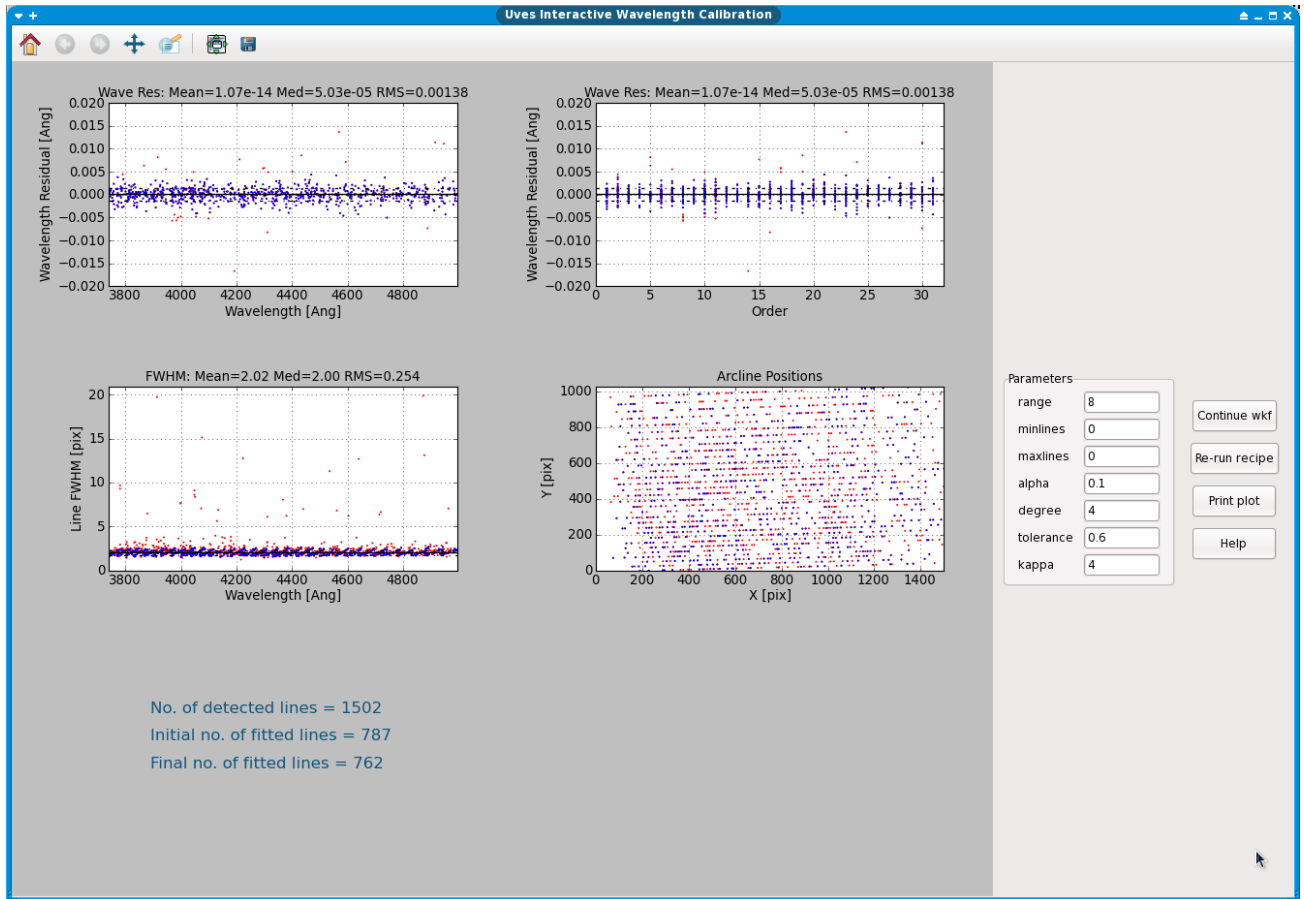 Uves Interactive Wavelength Calibration
Wave Res: Mean=1.07e-14 Med=5.03e-05 RMS=0.00138
0.020
0.015
0.010
0.005
0.000
−0.005
−0.010
−0.015
−0.020
Wavelength Residual [Ang]
3800 4000 4200 4400 4600 4800
Wavelength [Ang]
Wave Res: Mean=1.07e-14 Med=5.03e-05 RMS=0.00138
0.020
0.015
0.010
0.005
0.000
−0.005
−0.010
−0.015
−0.020
Wavelength Residual [Ang]
0 5 10 15 20 25 30
Order
FWHM: Mean=2.02 Med=2.00 RMS=0.254
20
15
10
5
0
Line FWHM [pix]
3800 4000 4200 4400 4600 4800
Wavelength [Ang]
Arcline Positions
1000
800
600
400
200
0
Y [pix]
0 200 400 600 800 1000 1200 1400
X [pix]
No. of detected lines = 1502
Initial no. of fitted lines = 787
Final no. of fitted lines = 762
Parameters
range 8
minlines 0
maxlines 0
alpha 0.1
degree 4
tolerance 0.6
kappa 4
Continue wkf
Re-run recipe
Print plot
Help